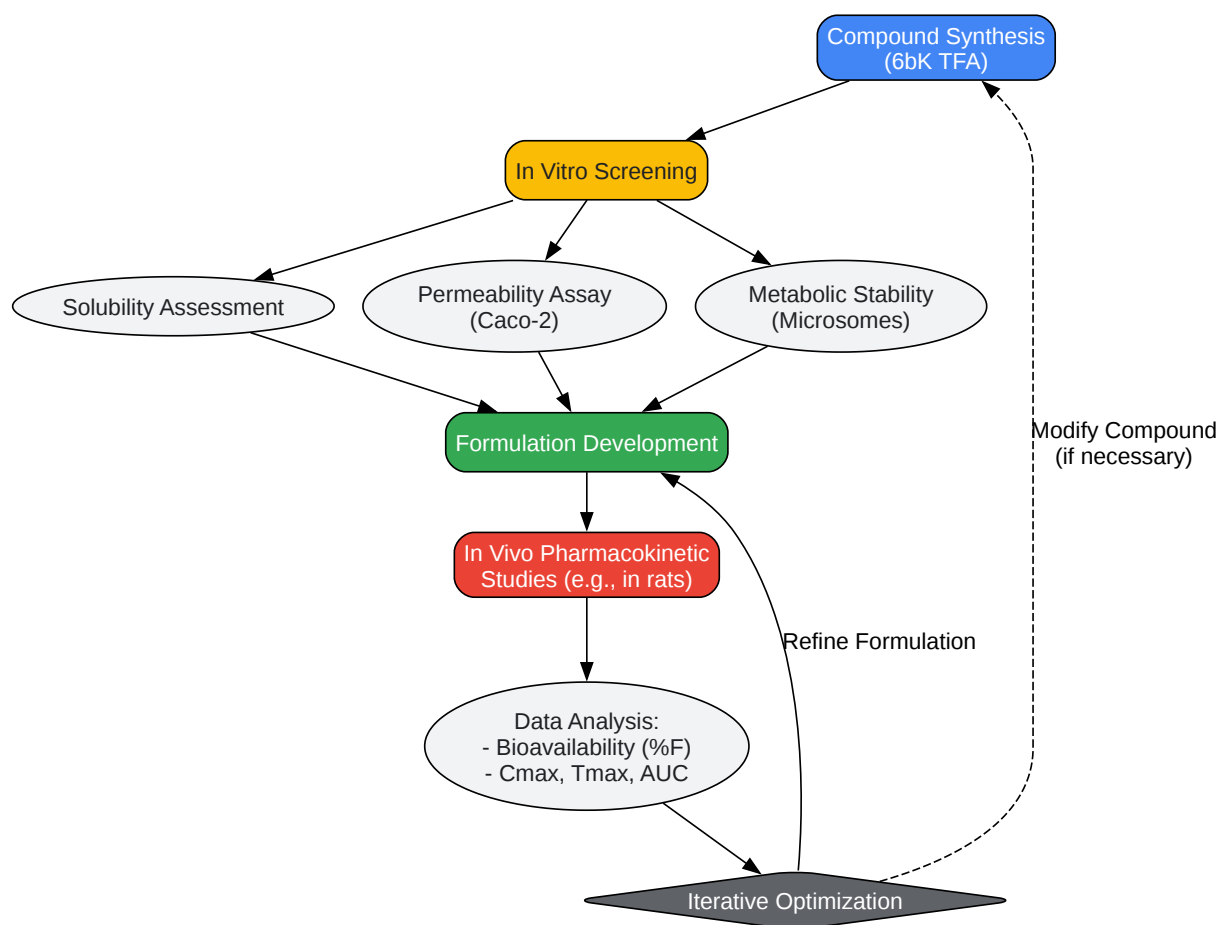 Compound Synthesis
(6bK TFA)
In Vitro Screening
Solubility Assessment
Permeability Assay
(Caco-2)
Metabolic Stability
(Microsomes)
Formulation Development
Modify Compound
(if necessary)
In Vivo Pharmacokinetic
Studies (e.g., in rats)
Refine Formulation
Data Analysis:
- Bioavailability (%F)
- Cmax, Tmax, AUC
Iterative Optimization